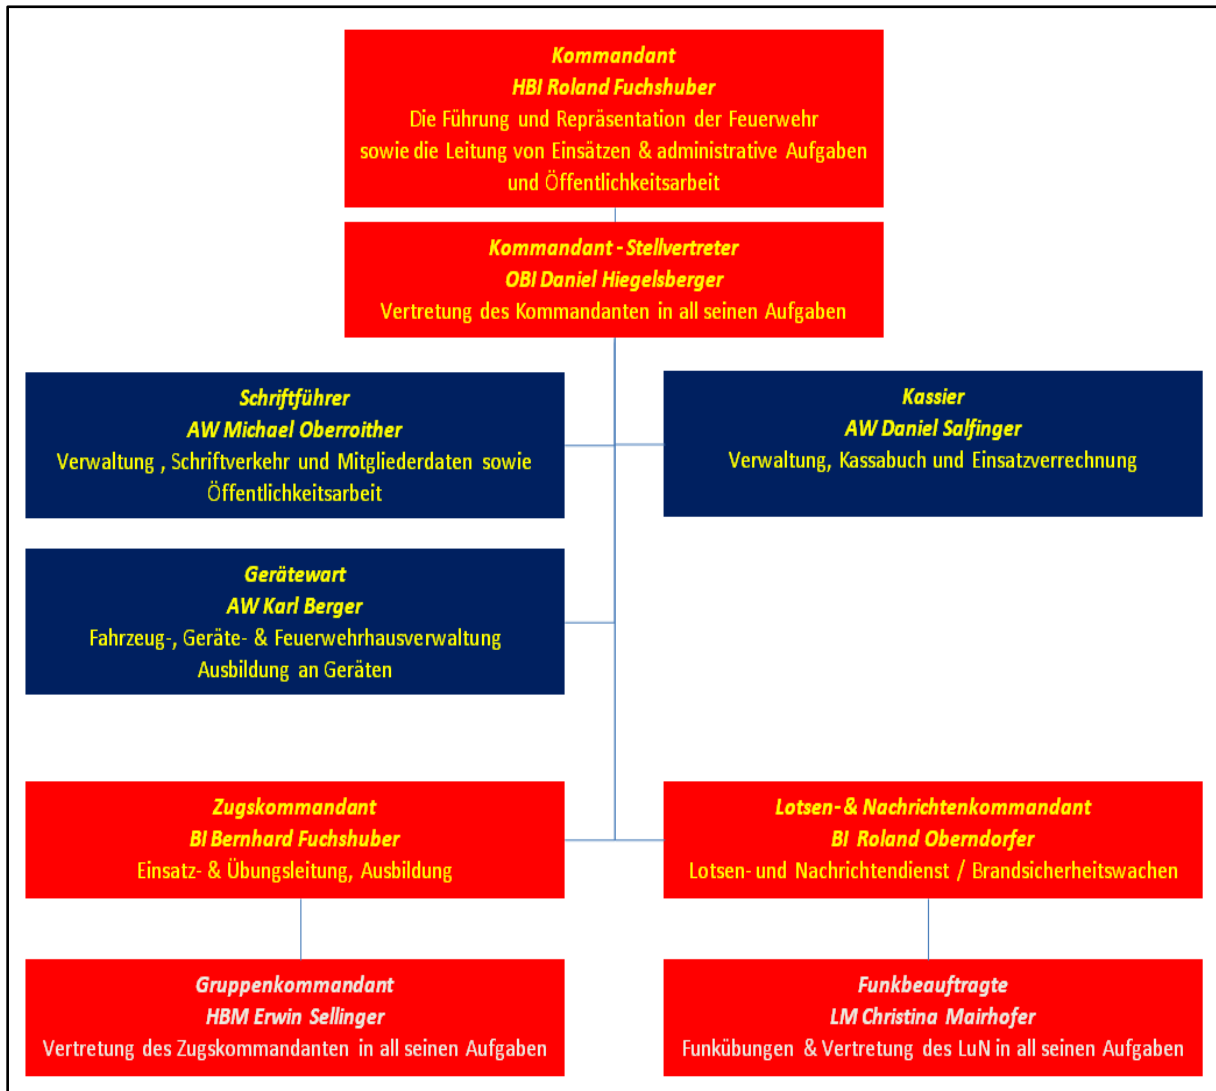 Kommandant
HBI Roland Fuchshuber
Die Führung und Repräsentation der Feuerwehr
sowie die Leitung von Einsätzen & administrative Aufgaben
und Öffentlichkeitsarbeit
Kommandant - Stellvertreter
OBI Daniel Hiegelsberger
Vertretung des Kommandanten in all seinen Aufgaben
Schriftführer
AW Michael Oberroither
Verwaltung , Schriftverkehr und Mitgliederdaten sowie
Öffentlichkeitsarbeit
Kassier
AW Daniel Salfinger
Verwaltung, Kassabuch und Einsatzverrechnung
Gerätewart
AW Karl Berger
Fahrzeug-, Geräte- & Feuerwehrhausverwaltung
Ausbildung an Geräten
Zugskommandant
BI Bernhard Fuchshuber
Einsatz- & Übungsleitung, Ausbildung
Lotsen- & Nachrichtenkommandant
BI Roland Oberndorfer
Lotsen- und Nachrichtendienst / Brandsicherheitswachen
Gruppenkommandant
HBM Erwin Sellinger
Vertretung des Zugskommandanten in all seinen Aufgaben
Funkbeauftragte
LM Christina Mairhofer
Funkübungen & Vertretung des LuN in all seinen Aufgaben